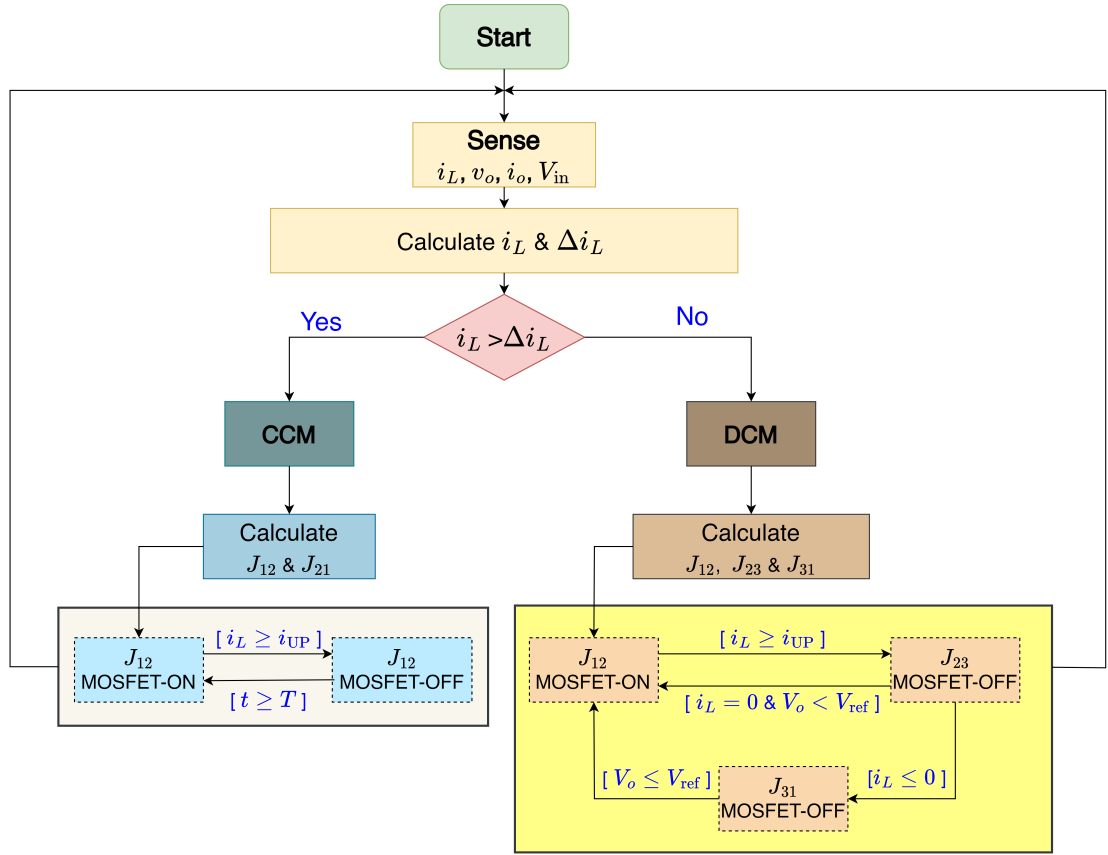 Start
Sense
i_L, v_o, i_o, V_in
Calculate i_L & Δi_L
Yes
No
i_L >Δi_L
CCM
DCM
Calculate
J_12 & J_21
Calculate
J_12, J_23 & J_31
J_12
MOSFET-ON
[ i_L ≥ i_UP ]
[ t ≥ T ]
J_12
MOSFET-OFF
J_12
MOSFET-ON
[ i_L ≥ i_UP ]
[ i_L = 0 & V_o < V_ref ]
J_23
MOSFET-OFF
[ V_o ≤ V_ref ]
J_31
MOSFET-OFF
[i_L ≤ 0 ]